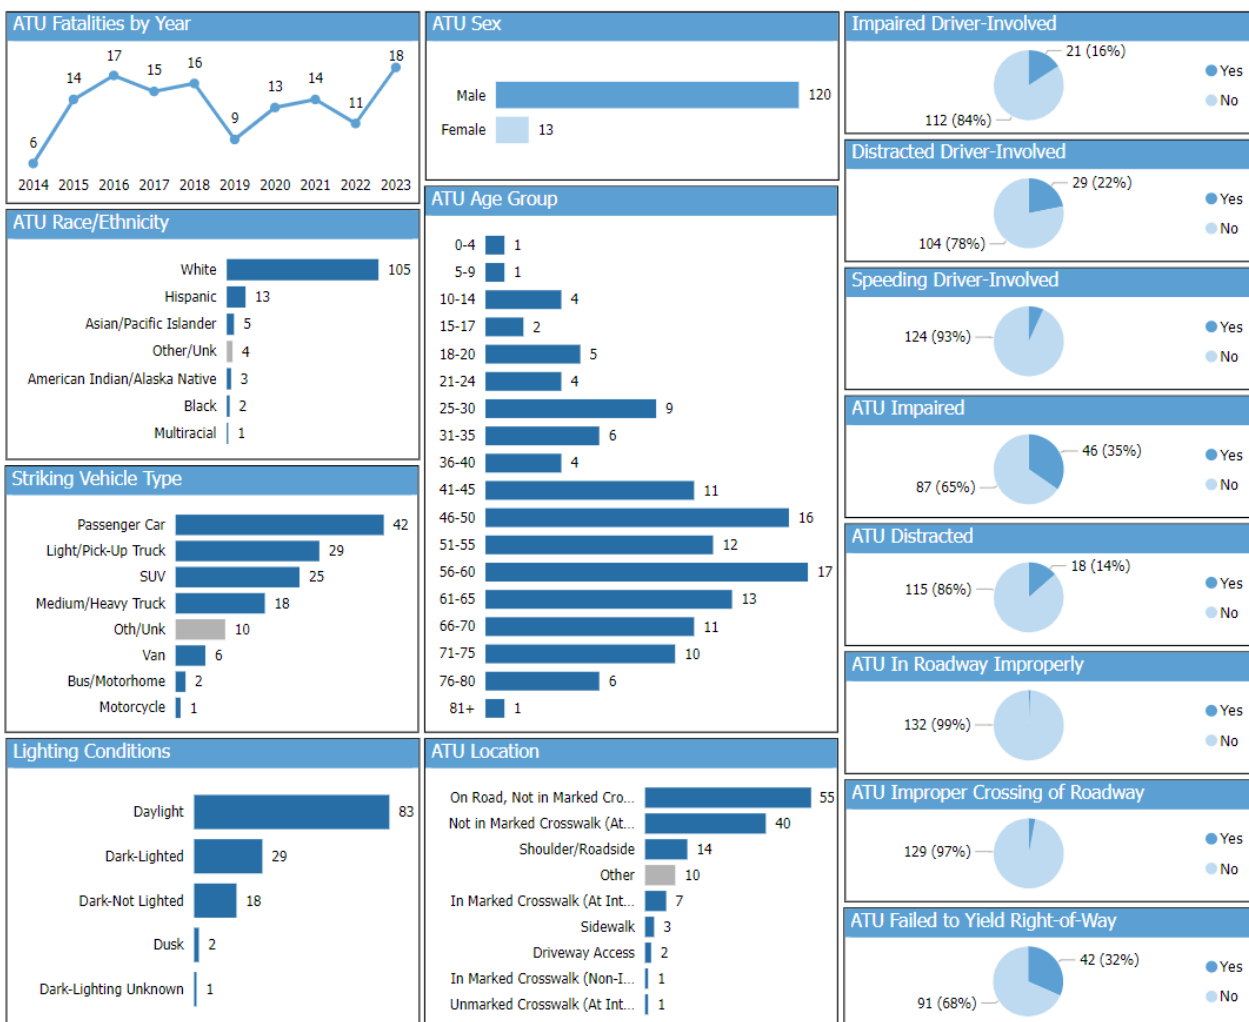 ATU Fatalities by Year
6
14
17
15
16
9
13
14
11
18
2014 2015 2016 2017 2018 2019 2020 2021 2022 2023
ATU Race/Ethnicity
White 105
Hispanic 13
Asian/Pacific Islander 5
Other/Unk 4
American Indian/Alaska Native 3
Black 2
Multiracial 1
Striking Vehicle Type
Passenger Car 42
Light/Pick-Up Truck 29
SUV 25
Medium/Heavy Truck 18
Oth/Unk 10
Van 6
Bus/Motorhome 2
Motorcycle 1
Lighting Conditions
Daylight 83
Dark-Lighted 29
Dark-Not Lighted 18
Dusk 2
Dark-Lighting Unknown 1
ATU Sex
Male 120
Female 13
ATU Age Group
0-4 1
5-9 1
10-14 4
15-17 2
18-20 5
21-24 4
25-30 9
31-35 6
36-40 4
41-45 11
46-50 16
51-55 12
56-60 17
61-65 13
66-70 11
71-75 10
76-80 6
81+ 1
ATU Location
On Road, Not in Marked Cro... 55
Not in Marked Crosswalk (At... 40
Shoulder/Roadside 14
Other 10
In Marked Crosswalk (At Int... 7
Sidewalk 3
Driveway Access 2
In Marked Crosswalk (Non-I... 1
Unmarked Crosswalk (At Int... 1
Impaired Driver-Involved
21 (16%)
112 (84%)
Yes
No
Distracted Driver-Involved
29 (22%)
104 (78%)
Yes
No
Speeding Driver-Involved
124 (93%)
Yes
No
ATU Impaired
46 (35%)
87 (65%)
Yes
No
ATU Distracted
18 (14%)
115 (86%)
Yes
No
ATU In Roadway Improperly
132 (99%)
Yes
No
ATU Improper Crossing of Roadway
129 (97%)
Yes
No
ATU Failed to Yield Right-of-Way
42 (32%)
91 (68%)
Yes
No